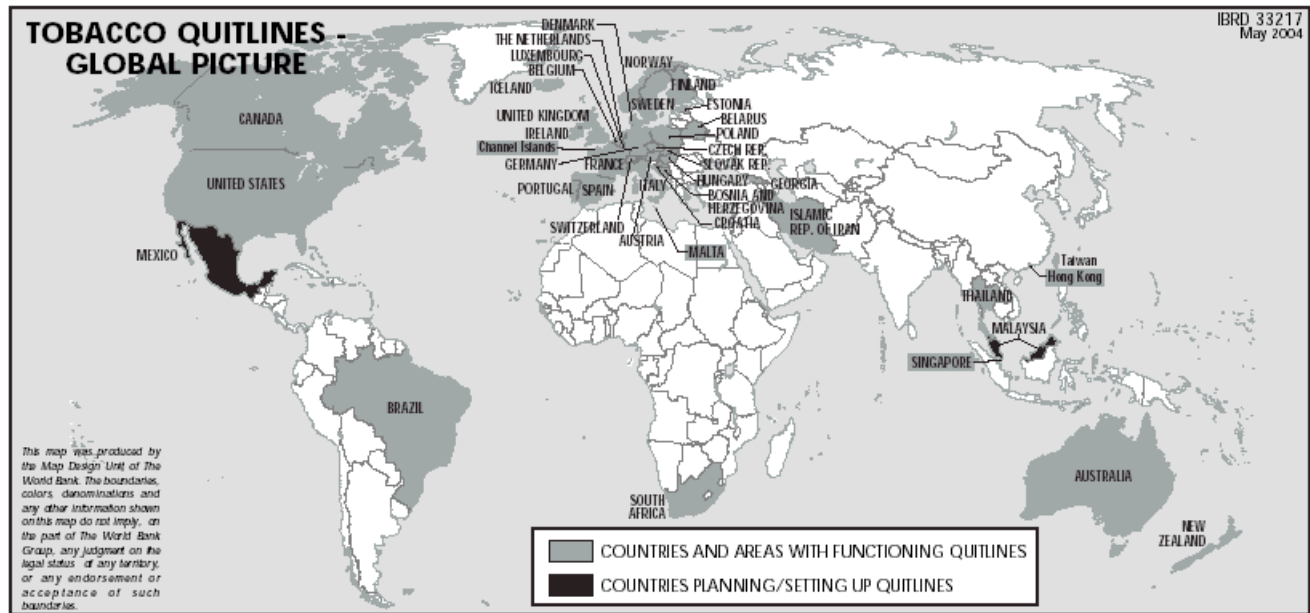 TOBACCO QUITLINES -
GLOBAL PICTURE
IBRD 33217
May 2004
DENMARK
THE NETHERLANDS
LUXEMBOURG
BELGIUM
NORWAY
FINLAND
ICELAND
SWEDEN
ESTONIA
BELARUS
UNITED KINGDOM
POLAND
IRELAND
CANADA
Channel Islands
CZECH REP.
GERMANY
FRANCE
SLOVAK REP.
HUNGARY
GEORGIA
UNITED STATES
PORTUGAL
SPAIN
ITALY
BOSNIA AND
HERZEGOVINA
CROATIA
ISLAMIC
REP. OF IRAN
SWITZERLAND
AUSTRIA
MALTA
MEXICO
Taiwan
Hong Kong
THAILAND
MALAYSIA
SINGAPORE
BRAZIL
AUSTRALIA
SOUTH
AFRICA
NEW
ZEALAND
This map was produced by
the Map Design Unit of The
World Bank. The boundaries,
colors, denominations and
any other information shown
on this map do not imply, on
the part of The World Bank
Group, any judgment on the
legal status of any territory,
or any endorsement or
acceptance of such
boundaries.
COUNTRIES AND AREAS WITH FUNCTIONING QUITLINES
COUNTRIES PLANNING/SETTING UP QUITLINES